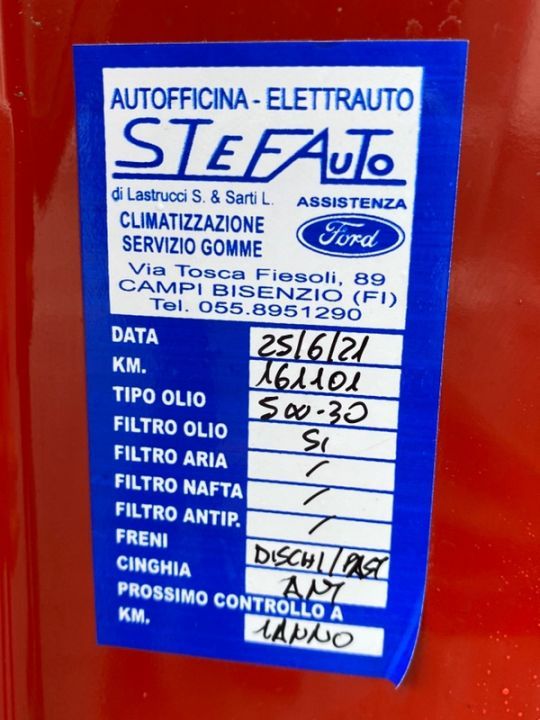 AUTOFFICINA - ELETTRAUTO
STEFAUTO
di Lastrucci S. & Sarti L.
ASSISTENZA
CLIMATIZZAZIONE
SERVIZIO GOMME
Ford
Via Tosca Fiesoli, 89
CAMPI BISENZIO (FI)
Tel. 055.8951290
DATA 25/6/21
KM. 161101
TIPO OLIO 5W-30
FILTRO OLIO SI
FILTRO ARIA /
FILTRO NAFTA /
FILTRO ANTIP. /
FRENI DISCHI/PAST
CINGHIA ANT
PROSSIMO CONTROLLO A
KM. 1ANNO